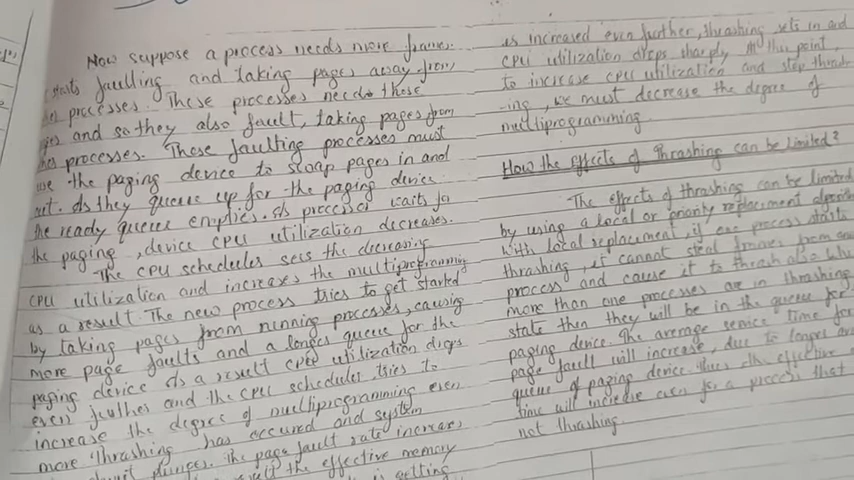 Now suppose a process needs more frames.
starts faulling and taking pages away from
processes. These processes needs these
and so they also fault, taking pages from
processes. These faulting processes must
use the paging device to swap pages in and
out. As they queue up for the paging device
the ready queue empties. As processes waits for
the paging, device CPU utilization decreases.
The CPU scheduler sees the decreasing
CPU utilization and increases the multiprogramming
as a result. The new process tries to get started
by taking pages from running processes, causing
more page faults and a longer queue for the
paging device. As a result CPU utilization drops
even further and the CPU scheduler tries to
increase the degree of multiprogramming even
more Thrashing has occured and system
The page fault rate increases
the effective memory
is getting
as increased even further, thrashing sets in and
CPU utilization drops sharply. At this point,
to increase CPU utilization and stop thrash
-ing, we must decrease the degree of
multiprogramming.
How the effects of Thrashing can be limited?
The effects of thrashing can be limited
by using a local or priority replacement
with local replacement, if one process starts
thrashing, it cannot steal frames from
process and cause it to thrash also
more than one processes are in thrashing
state then they will be in the queue for
paging device. The average service time for
page fault will increase, due to longer
queue of paging device. Thus the effective
time will increase even for a process that
not thrashing.